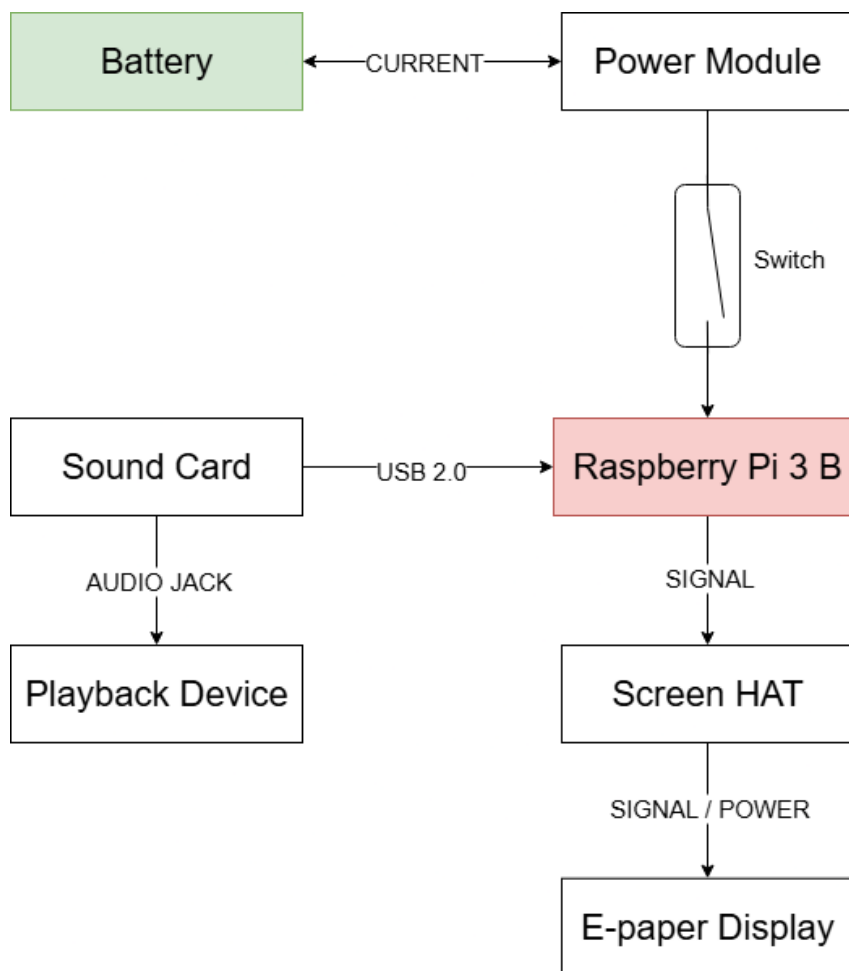 Battery
CURRENT
Power Module
Switch
Sound Card
USB 2.0
Raspberry Pi 3 B
AUDIO JACK
SIGNAL
Playback Device
Screen HAT
SIGNAL / POWER
E-paper Display